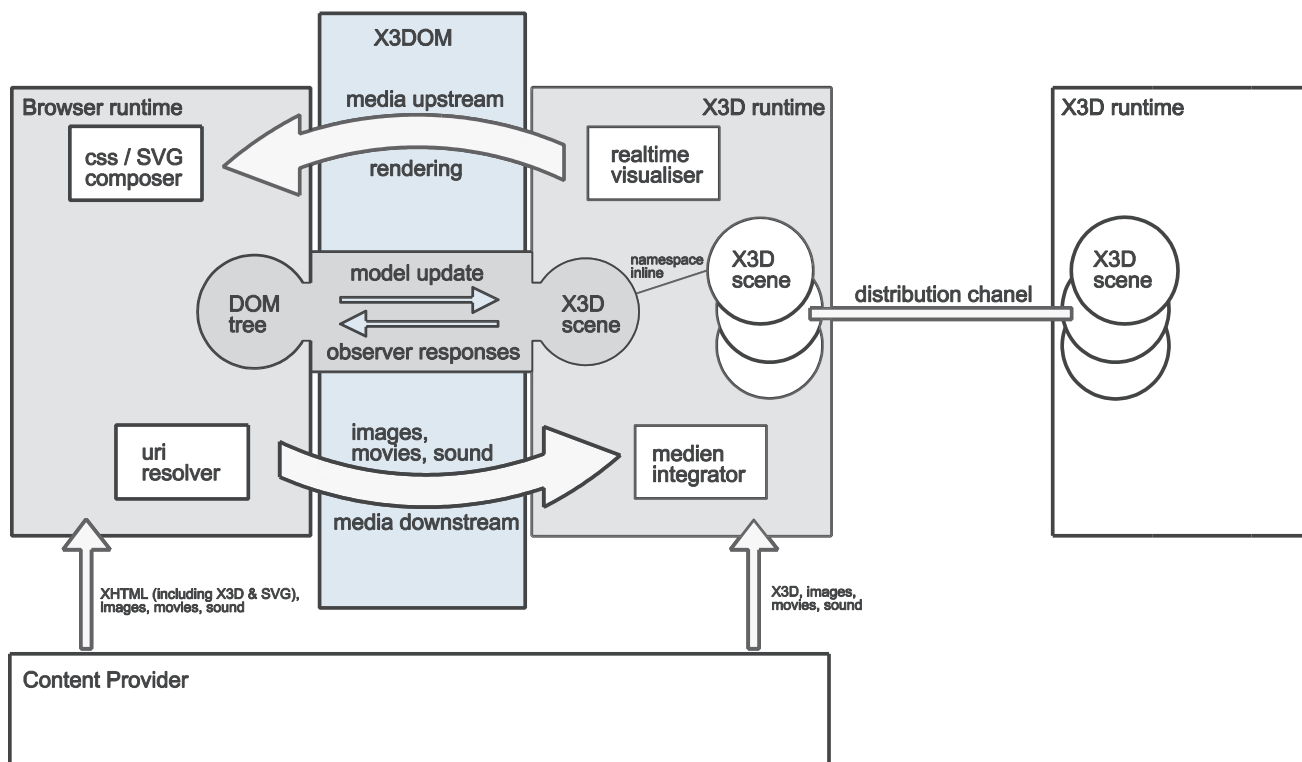 X3DOM
Browser runtime
css / SVG
composer
media upstream
rendering
X3D runtime
realtime
visualiser
X3D runtime
DOM
tree
model update
observer responses
X3D
scene
namespace
inline
X3D
scene
distribution chanel
X3D
scene
uri
resolver
images,
movies, sound
media downstream
medien
integrator
XHTML (including X3D & SVG),
images, movies, sound
X3D, images,
movies, sound
Content Provider